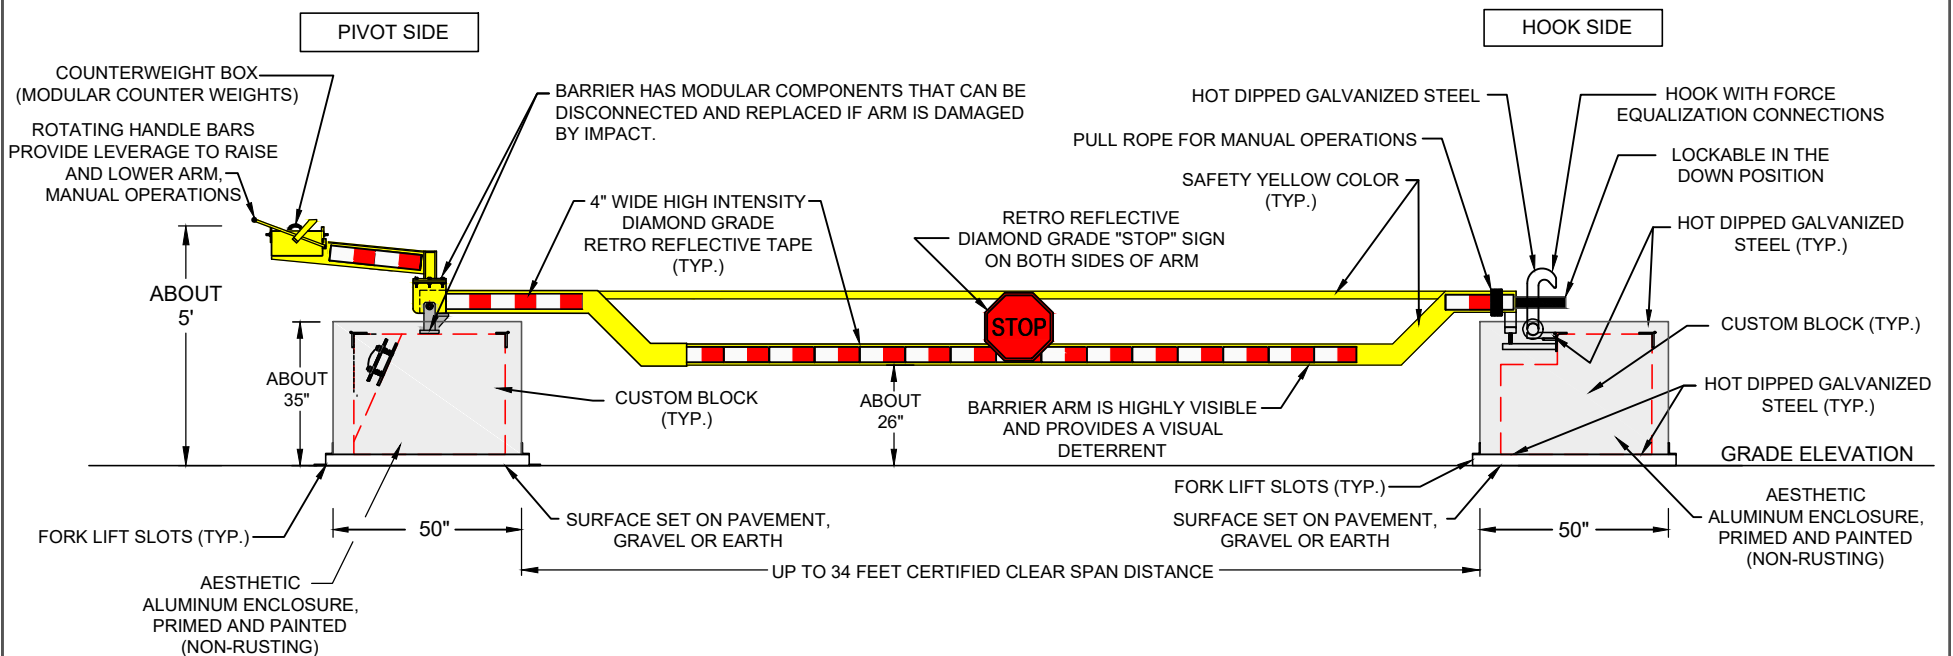 PIVOT SIDE
HOOK SIDE
COUNTERWEIGHT BOX
(MODULAR COUNTER WEIGHTS)
ROTATING HANDLE BARS
PROVIDE LEVERAGE TO RAISE
AND LOWER ARM,
MANUAL OPERATIONS
BARRIER HAS MODULAR COMPONENTS THAT CAN BE
DISCONNECTED AND REPLACED IF ARM IS DAMAGED
BY IMPACT.
4" WIDE HIGH INTENSITY
DIAMOND GRADE
RETRO REFLECTIVE TAPE
(TYP.)
RETRO REFLECTIVE
DIAMOND GRADE "STOP" SIGN
ON BOTH SIDES OF ARM
HOT DIPPED GALVANIZED STEEL
PULL ROPE FOR MANUAL OPERATIONS
SAFETY YELLOW COLOR
(TYP.)
HOOK WITH FORCE
EQUALIZATION CONNECTIONS
LOCKABLE IN THE
DOWN POSITION
HOT DIPPED GALVANIZED
STEEL (TYP.)
ABOUT
5'
STOP
CUSTOM BLOCK (TYP.)
ABOUT
35"
CUSTOM BLOCK
(TYP.)
ABOUT
26"
BARRIER ARM IS HIGHLY VISIBLE
AND PROVIDES A VISUAL
DETERRENT
HOT DIPPED GALVANIZED
STEEL (TYP.)
GRADE ELEVATION
FORK LIFT SLOTS (TYP.)
50"
SURFACE SET ON PAVEMENT,
GRAVEL OR EARTH
FORK LIFT SLOTS (TYP.)
SURFACE SET ON PAVEMENT,
GRAVEL OR EARTH
50"
AESTHETIC
ALUMINUM ENCLOSURE,
PRIMED AND PAINTED
(NON-RUSTING)
UP TO 34 FEET CERTIFIED CLEAR SPAN DISTANCE
AESTHETIC
ALUMINUM ENCLOSURE,
PRIMED AND PAINTED
(NON-RUSTING)